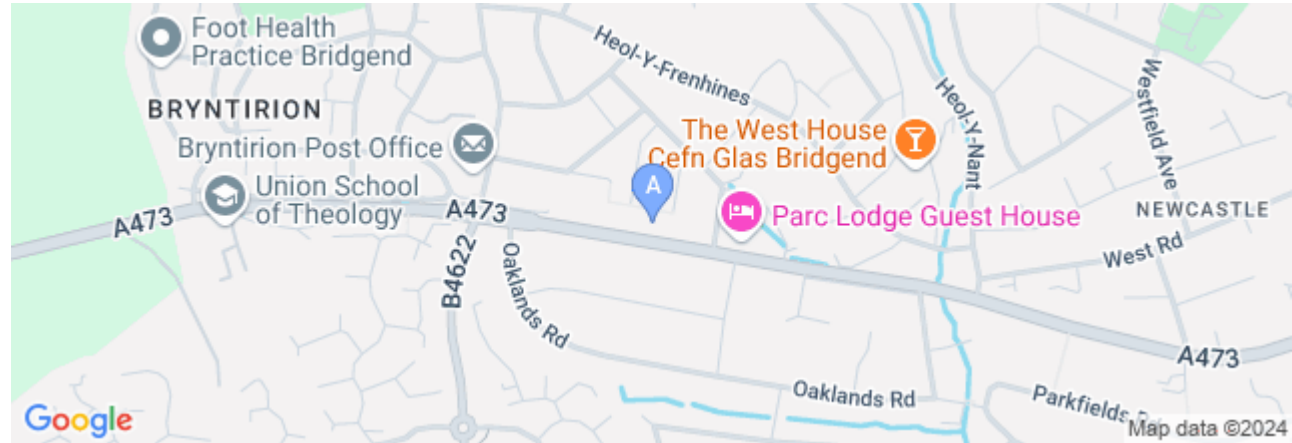 Foot Health
Practice Bridgend
BRYNTIRION
Bryntirion Post Office
Union School
of Theology
A473
A473
B4622
Oaklands Rd
Heol-Y-Frenhines
The West House
Cefn Glas Bridgend
A
Parc Lodge Guest House
Heol-Y-Nant
Westfield Ave
NEWCASTLE
West Rd
A473
Oaklands Rd
Parkfields
Google
Map data ©2024